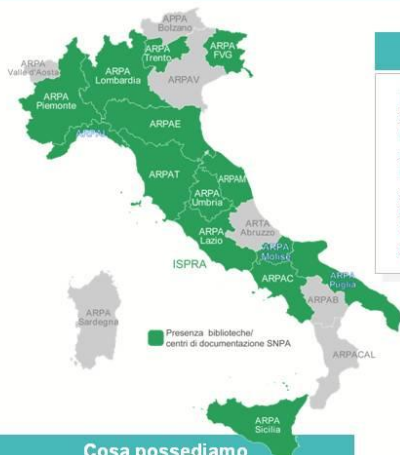 APPA
Bolzano
ARPA
Valle d'Aosta
ARPA
Lombardia
ARPA
Trento
ARPA
FVG
ARPAV
ARPA
Piemonte
ARPAL
ARPAE
ARPAT
ARPAM
ARPA
Umbria
ARTA
Abruzzo
ARPA
Lazio
ISPRA
ARPA
Molise
ARPAC
ARPA
Puglia
ARPAB
ARPA
Sardegna
Presenza biblioteche/
centri di documentazione SNPA
ARPACAL
ARPA
Sicilia
Cosa possediamo